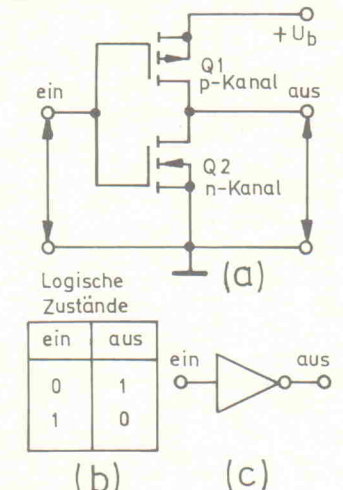 +U_b
Q1
p-Kanal
ein
aus
Q2
n-Kanal
(a)
Logische
Zustände
ein aus
0 1
1 0
ein
aus
(b)
(c)